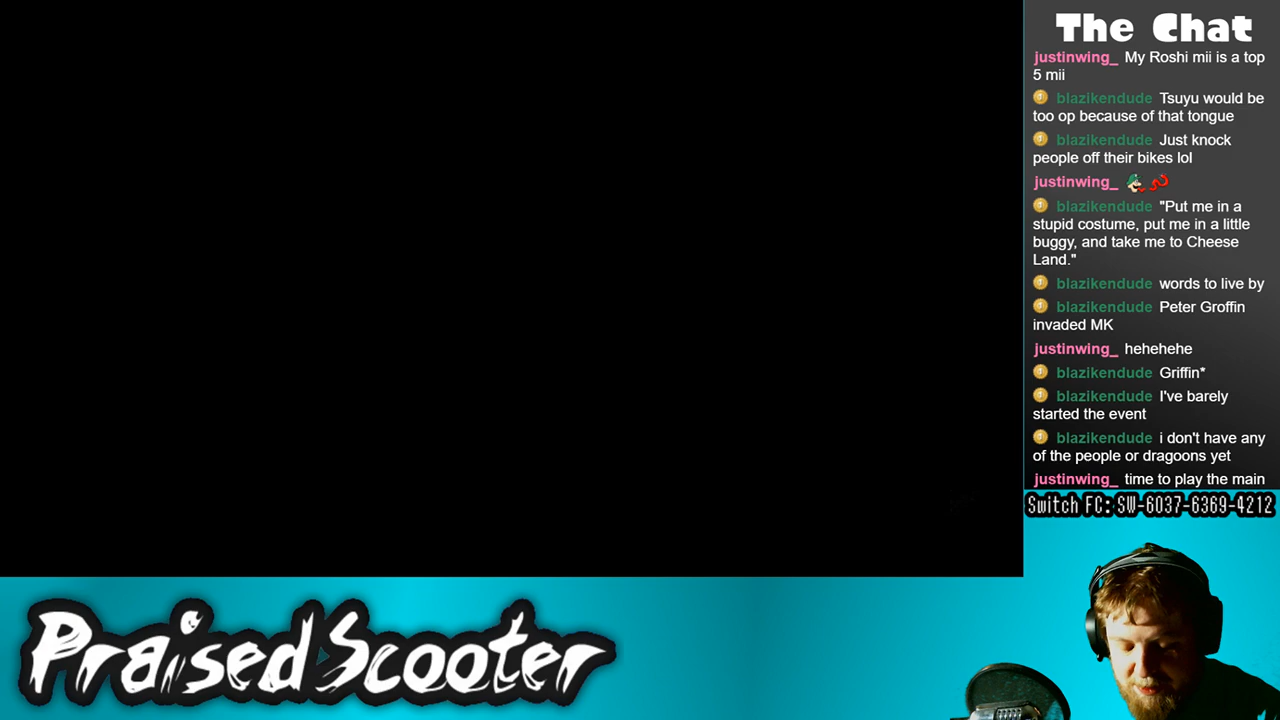 The Chat
justinwing_ My Roshi mii is a top
5 mii
blazikendude Tsuyu would be
too op because of that tongue
blazikendude Just knock
people off their bikes lol
justinwing_
blazikendude "Put me in a
stupid costume, put me in a little
buggy, and take me to Cheese
Land."
blazikendude words to live by
blazikendude Peter Groffin
invaded MK
justinwing_ hehehehe
blazikendude Griffin*
blazikendude I've barely
started the event
blazikendude i don't have any
of the people or dragoons yet
justinwing_ time to play the main
Switch FC: SW-6037-6369-4212
PraisedScooter